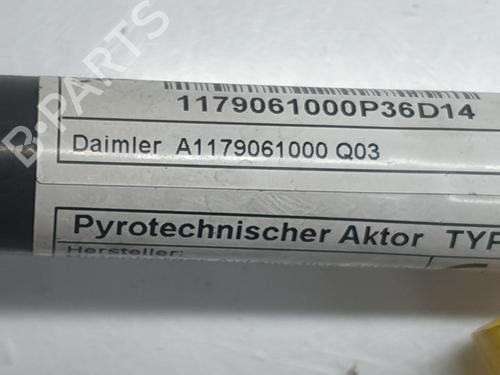 B-PARTS
1179061000P36D14
Daimler A1179061000 Q03
Pyrotechnischer Aktor TYP
Hersteller: